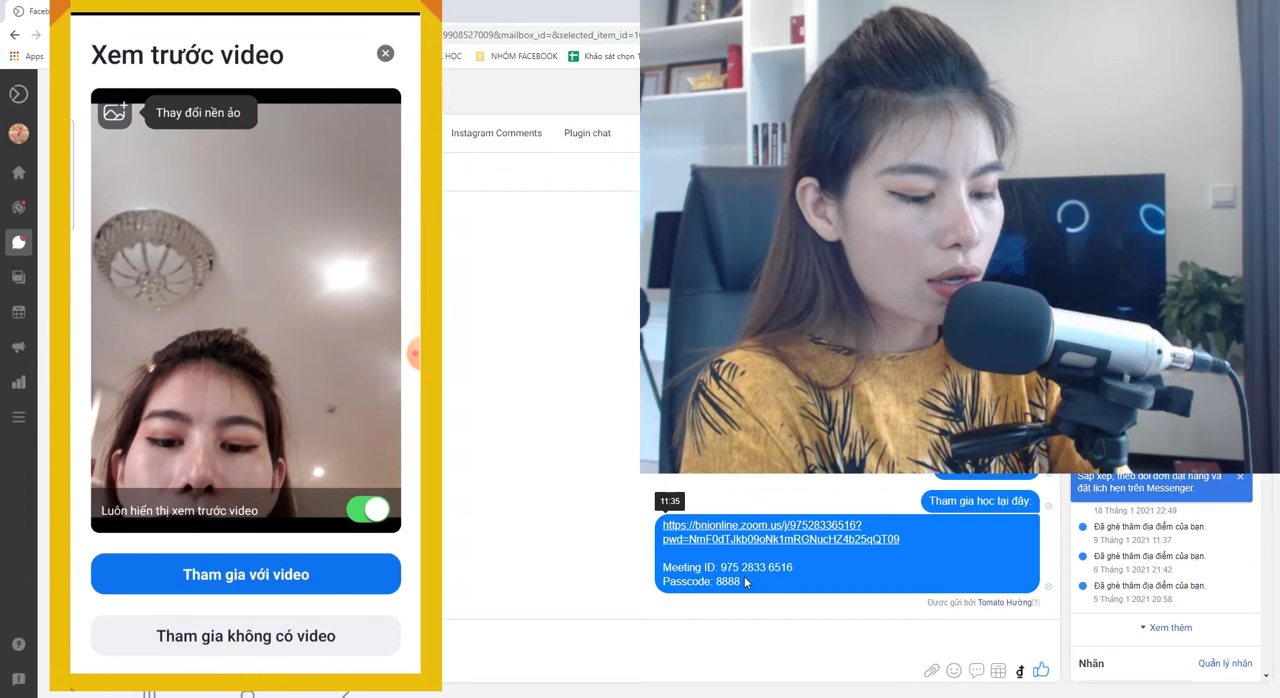 Faceb
9908527009&mailbox_id=&selected_item_id=10
Apps
HỌC
NHÓM FACEBOOK
Khảo sát chọn 1
Xem trước video
Thay đổi nền ảo
Luôn hiển thị xem trước video
Tham gia với video
Tham gia không có video
Instagram Comments
Plugin chat
Tham gia học tại đây:
11:35
https://bnionline.zoom.us/j/97528336516?
pwd=NmF0dTJkb09oNk1mRGNucHZ4b25qQT09
Meeting ID: 975 2833 6516
Passcode: 8888
Được gửi bởi Tomato Hường[?]
Sắp xếp, theo dõi đơn đặt hàng và
đặt lịch hẹn trên Messenger.
18 Tháng 1 2021 22:49
Đã ghé thăm địa điểm của bạn.
9 Tháng 1 2021 11:37
Đã ghé thăm địa điểm của bạn.
6 Tháng 1 2021 21:42
Đã ghé thăm địa điểm của bạn.
5 Tháng 1 2021 20:58
Xem thêm
Nhãn
Quản lý nhãn